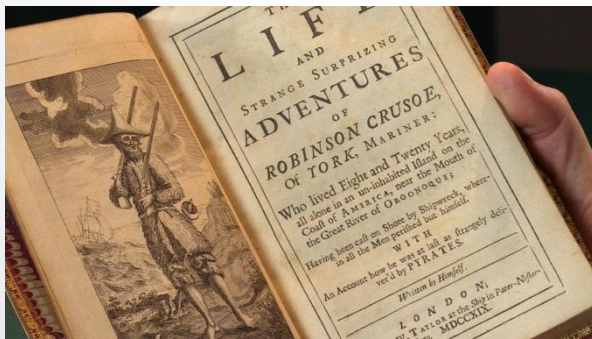 THE
LIFE
AND
STRANGE SURPRIZING
ADVENTURES
OF
ROBINSON CRUSOE,
Of YORK, MARINER:
Who lived Eight and Twenty Years,
all alone in an un-inhabited Iſland on the
Coaſt of AMERICA, near the Mouth of
the Great River of OROONOQUE;
Having been caſt on Shore by Shipwreck, where-
in all the Men periſhed but himſelf.
WITH
An Account how he was at laſt as ſtrangely deli-
ver'd by PYRATES.
Written by Himſelf.
LONDON;
W. TAYLOR at the Ship in Pater-Noſter-
MDCCXIX.